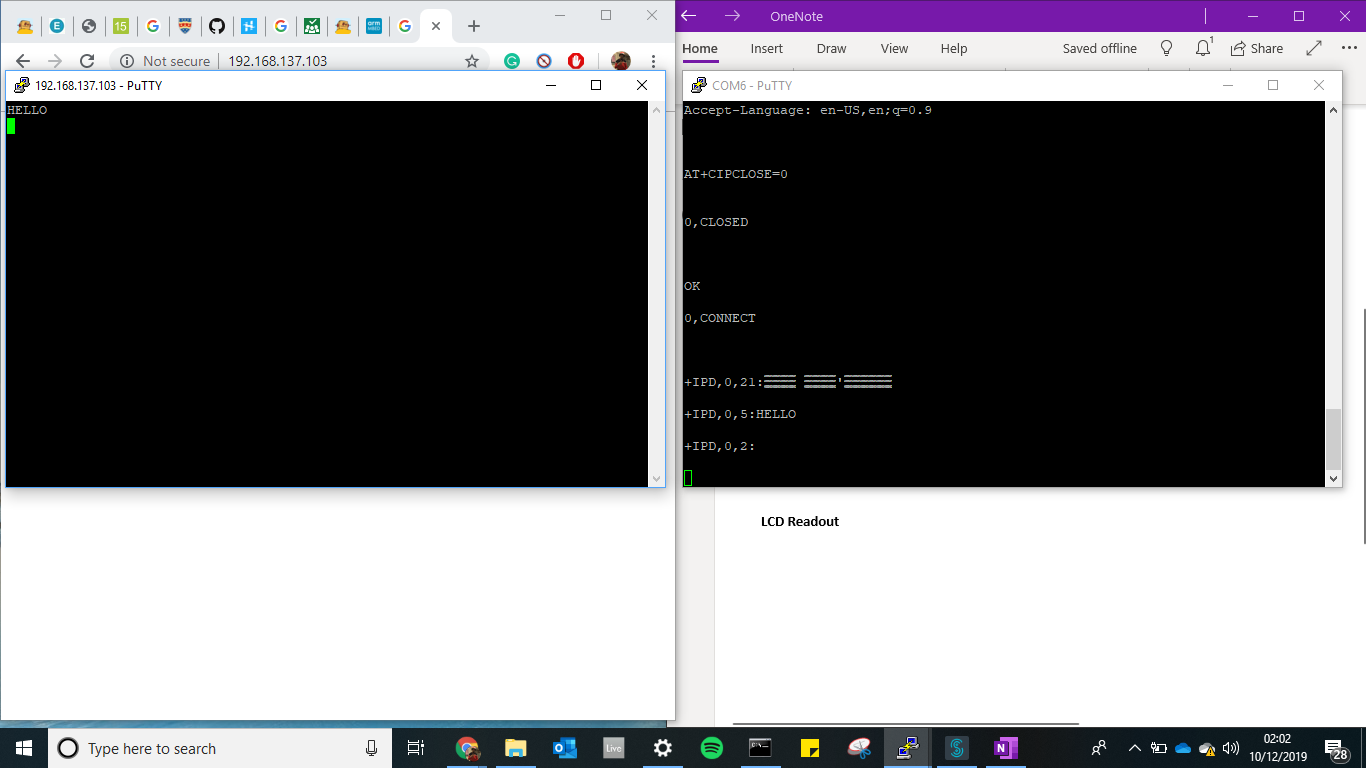 15
OneNote
Not secure
192.168.137.103
Home
Insert
Draw
View
Help
Saved offline
1
Share
192.168.137.103 - PuTTY
HELLO
COM6 - PuTTY
Accept-Language: en-US,en;q=0.9
AT+CIPCLOSE=0
0,CLOSED
OK
0,CONNECT
+IPD,0,21:
+IPD,0,5:HELLO
+IPD,0,2:
LCD Readout
Type here to search
Live
02:02
10/12/2019
28